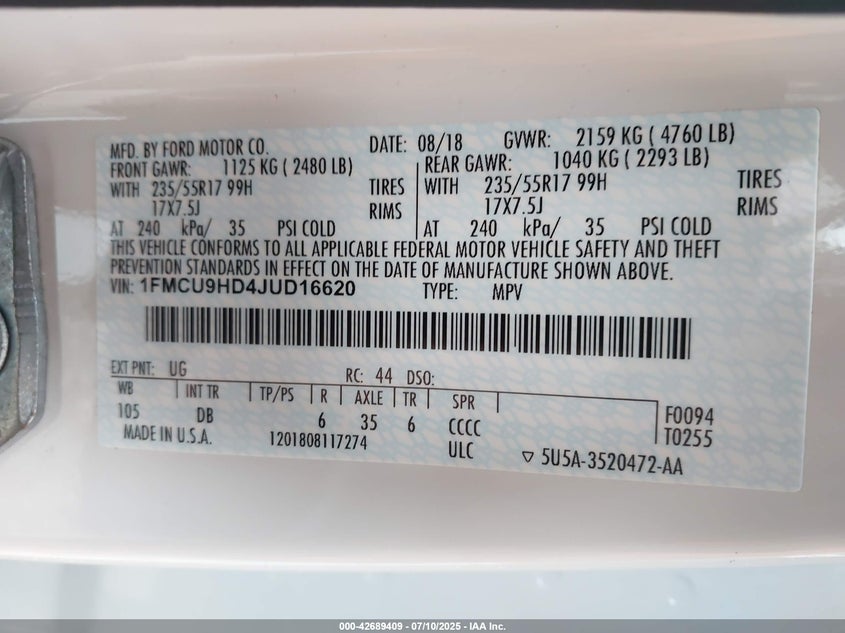 MFD. BY FORD MOTOR CO. DATE: 08/18 GVWR: 2159 KG ( 4760 LB)
FRONT GAWR: 1125 KG ( 2480 LB) REAR GAWR: 1040 KG ( 2293 LB)
WITH 235/55R17 99H TIRES WITH 235/55R17 99H TIRES
17X7.5J RIMS 17X7.5J RIMS
AT 240 kPa/ 35 PSI COLD AT 240 kPa/ 35 PSI COLD
THIS VEHICLE CONFORMS TO ALL APPLICABLE FEDERAL MOTOR VEHICLE SAFETY AND THEFT
PREVENTION STANDARDS IN EFFECT ON THE DATE OF MANUFACTURE SHOWN ABOVE.
VIN: 1FMCU9HD4JUD16620 TYPE: MPV
EXT PNT: UG RC: 44 DSO:
WB INT TR TP/PS R AXLE TR SPR
105 DB 6 35 6 CCCC F0094
MADE IN U.S.A. 1201808117274 ULC T0255
5U5A-3520472-AA
000-42689409 - 07/10/2025 - IAA Inc.